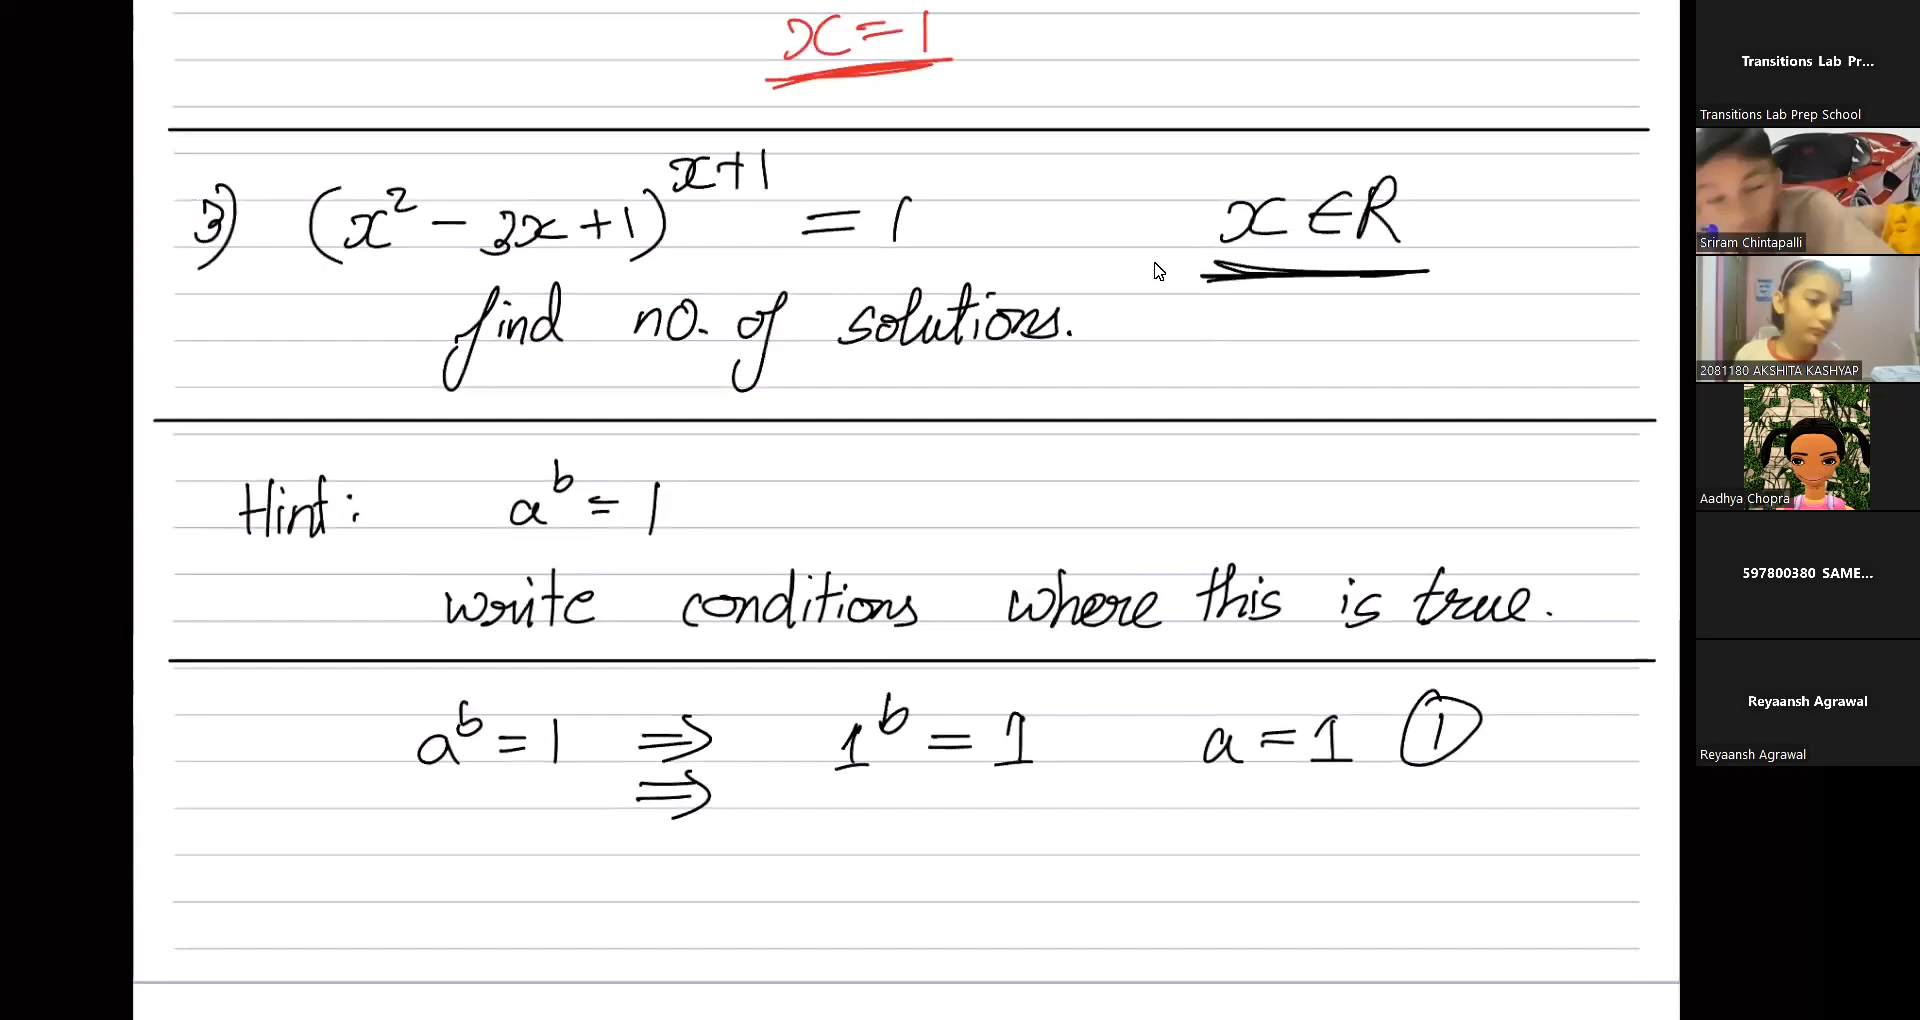 x = 1
3) (x² - 3x + 1)^(x+1) = 1 x ∈ R
find no. of solutions.
Hint: a^b = 1
write conditions where this is true.
a^b = 1 ⇒ 1^b = 1 a = 1 ①
⇒
Transitions Lab Pr...
Transitions Lab Prep School
Sriram Chintapalli
2081180 AKSHITA KASHYAP
Aadhya Chopra
597800380 SAME...
Reyaansh Agrawal
Reyaansh Agrawal